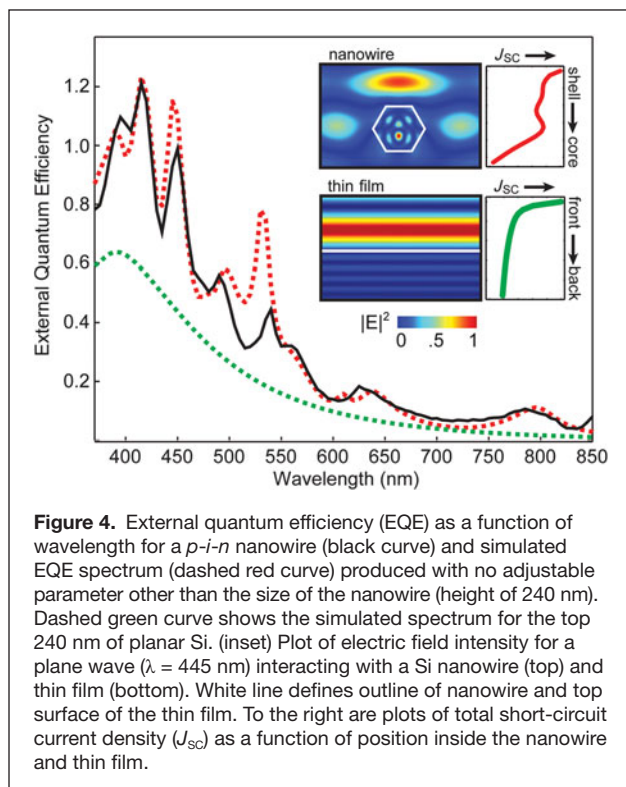 External Quantum Efficiency
1.2
1.0
0.8
0.6
0.4
0.2
400 450 500 550 600 650 700 750 800 850
Wavelength (nm)
nanowire
J_SC
shell
core
thin film
J_SC
front
back
|E|²
0 .5 1
Figure 4. External quantum efficiency (EQE) as a function of
wavelength for a p-i-n nanowire (black curve) and simulated
EQE spectrum (dashed red curve) produced with no adjustable
parameter other than the size of the nanowire (height of 240 nm).
Dashed green curve shows the simulated spectrum for the top
240 nm of planar Si. (inset) Plot of electric field intensity for a
plane wave (λ = 445 nm) interacting with a Si nanowire (top) and
thin film (bottom). White line defines outline of nanowire and top
surface of the thin film. To the right are plots of total short-circuit
current density (J_SC) as a function of position inside the nanowire
and thin film.